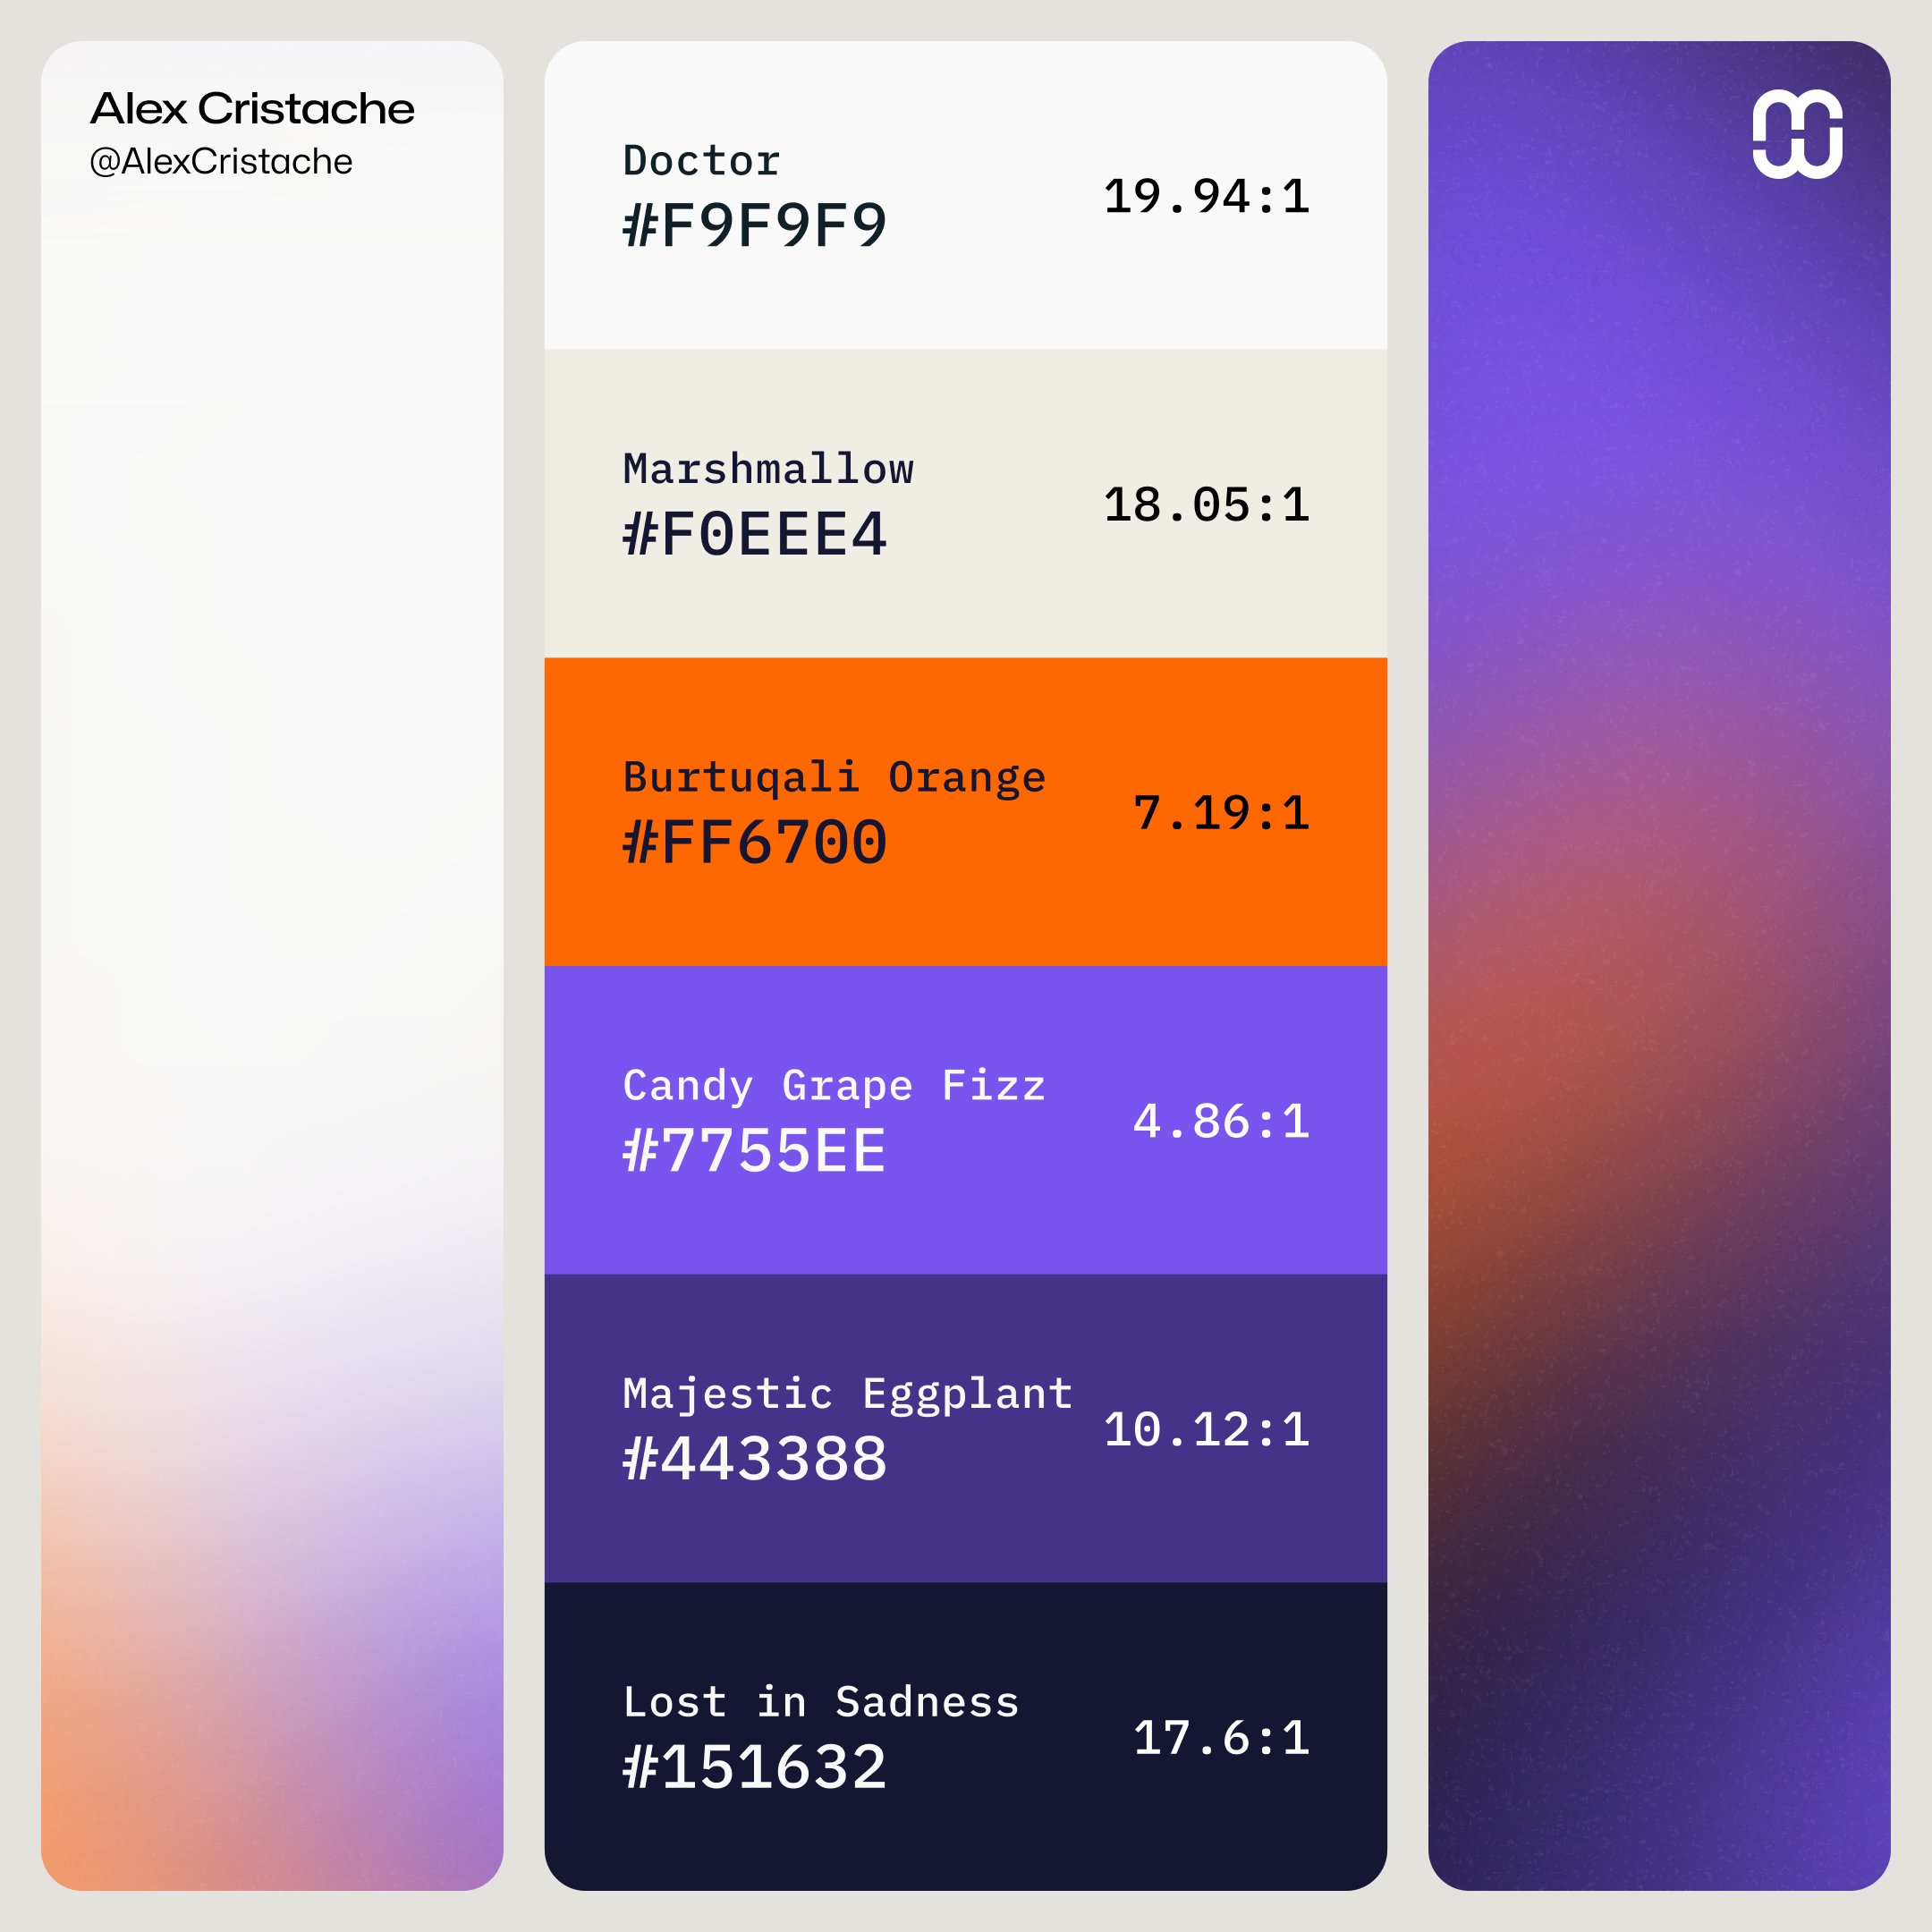 Alex Cristache
@AlexCristache
Doctor
#F9F9F9
19.94:1
Marshmallow
#F0EEE4
18.05:1
Burtuqali Orange
#FF6700
7.19:1
Candy Grape Fizz
#7755EE
4.86:1
Majestic Eggplant
#443388
10.12:1
Lost in Sadness
#151632
17.6:1